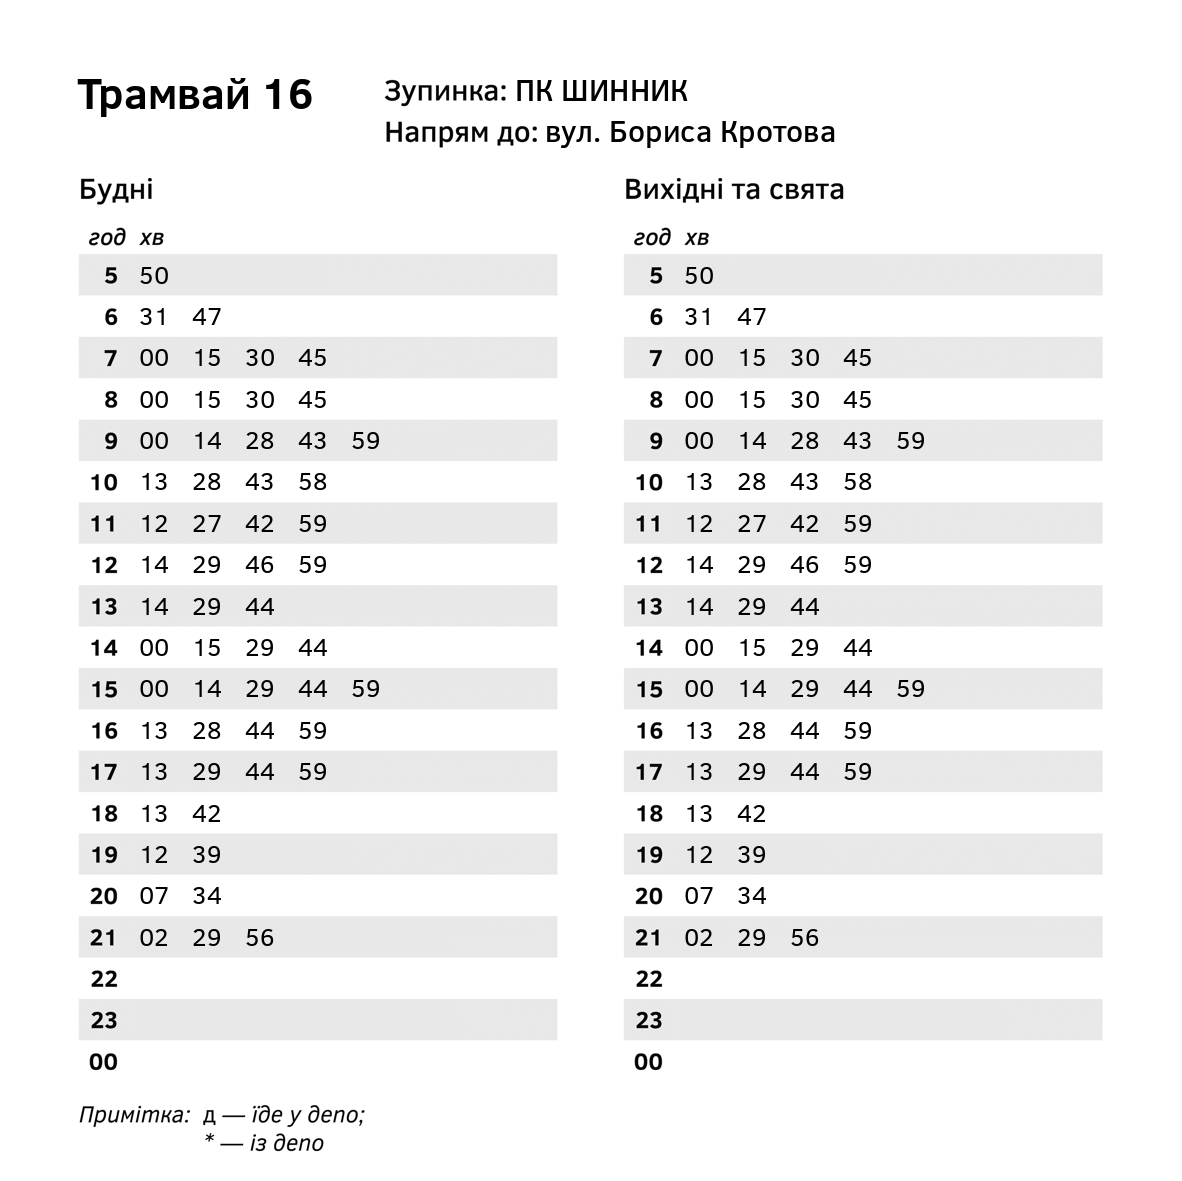 Трамвай 16
Зупинка: ПК ШИННИК
Напрям до: вул. Бориса Кротова
Будні
год хв
5 50
6 31 47
7 00 15 30 45
8 00 15 30 45
9 00 14 28 43 59
10 13 28 43 58
11 12 27 42 59
12 14 29 46 59
13 14 29 44
14 00 15 29 44
15 00 14 29 44 59
16 13 28 44 59
17 13 29 44 59
18 13 42
19 12 39
20 07 34
21 02 29 56
22
23
00
Вихідні та свята
год хв
5 50
6 31 47
7 00 15 30 45
8 00 15 30 45
9 00 14 28 43 59
10 13 28 43 58
11 12 27 42 59
12 14 29 46 59
13 14 29 44
14 00 15 29 44
15 00 14 29 44 59
16 13 28 44 59
17 13 29 44 59
18 13 42
19 12 39
20 07 34
21 02 29 56
22
23
00
Примітка: д — їде у депо;
* — із депо